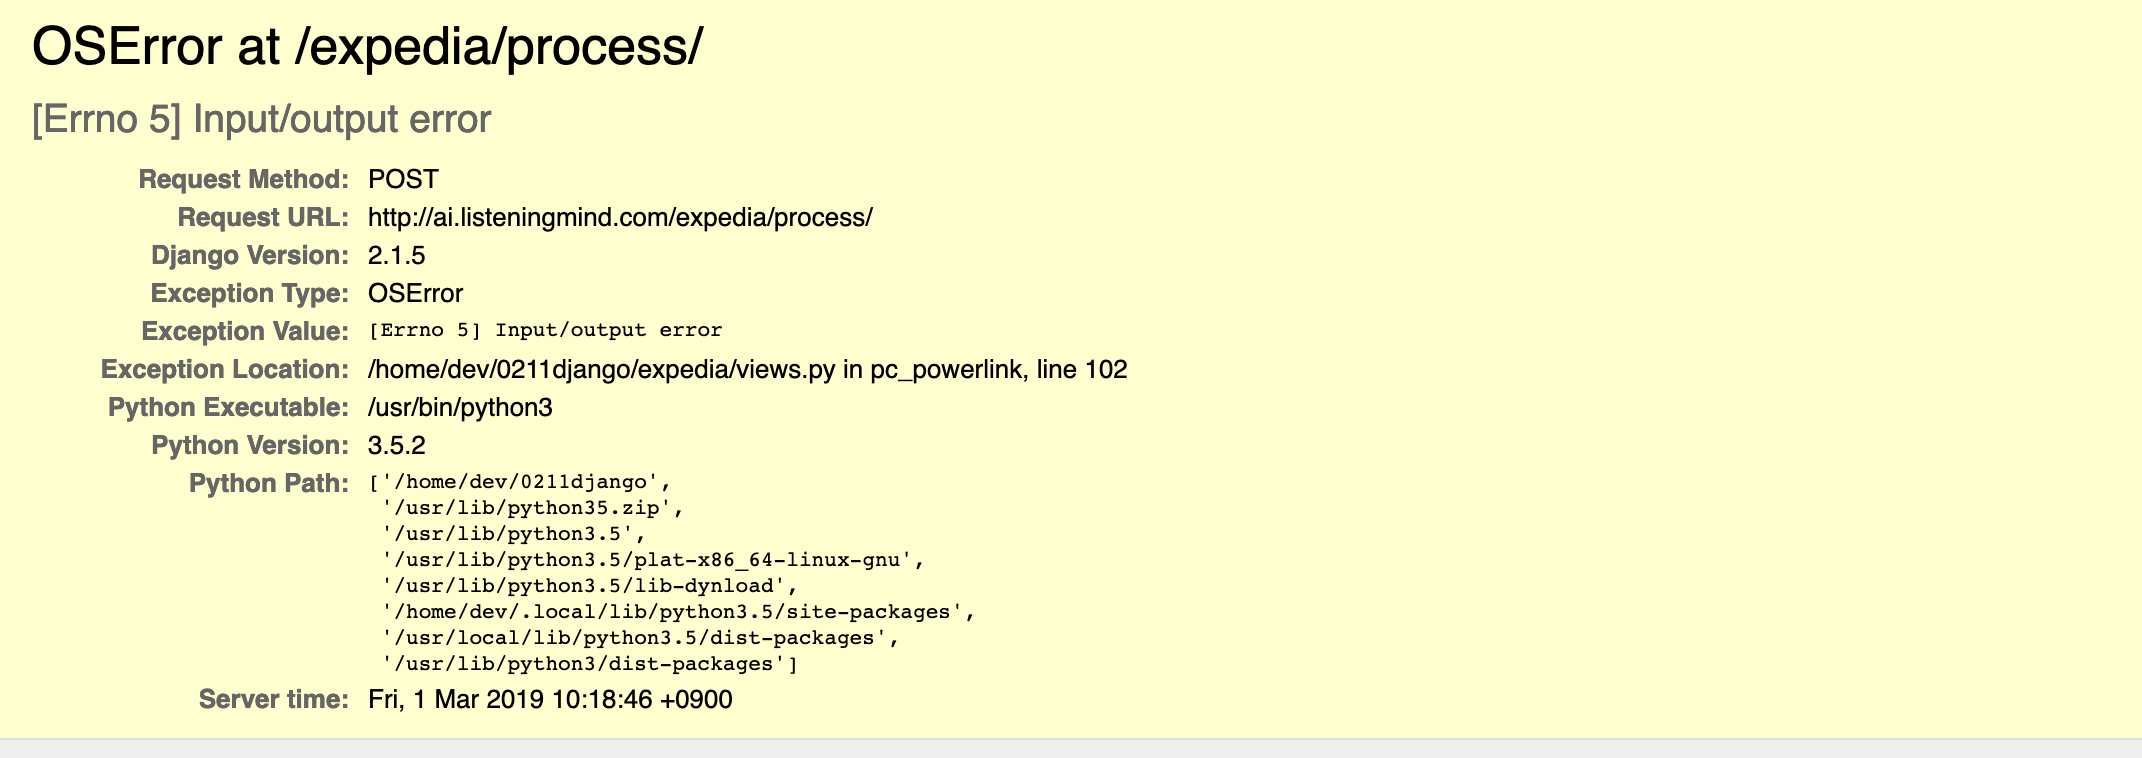 OSError at /expedia/process/
[Errno 5] Input/output error
Request Method: POST
Request URL: http://ai.listeningmind.com/expedia/process/
Django Version: 2.1.5
Exception Type: OSError
Exception Value: [Errno 5] Input/output error
Exception Location: /home/dev/0211django/expedia/views.py in pc_powerlink, line 102
Python Executable: /usr/bin/python3
Python Version: 3.5.2
Python Path: ['/home/dev/0211django',
'/usr/lib/python35.zip',
'/usr/lib/python3.5',
'/usr/lib/python3.5/plat-x86_64-linux-gnu',
'/usr/lib/python3.5/lib-dynload',
'/home/dev/.local/lib/python3.5/site-packages',
'/usr/local/lib/python3.5/dist-packages',
'/usr/lib/python3/dist-packages']
Server time: Fri, 1 Mar 2019 10:18:46 +0900